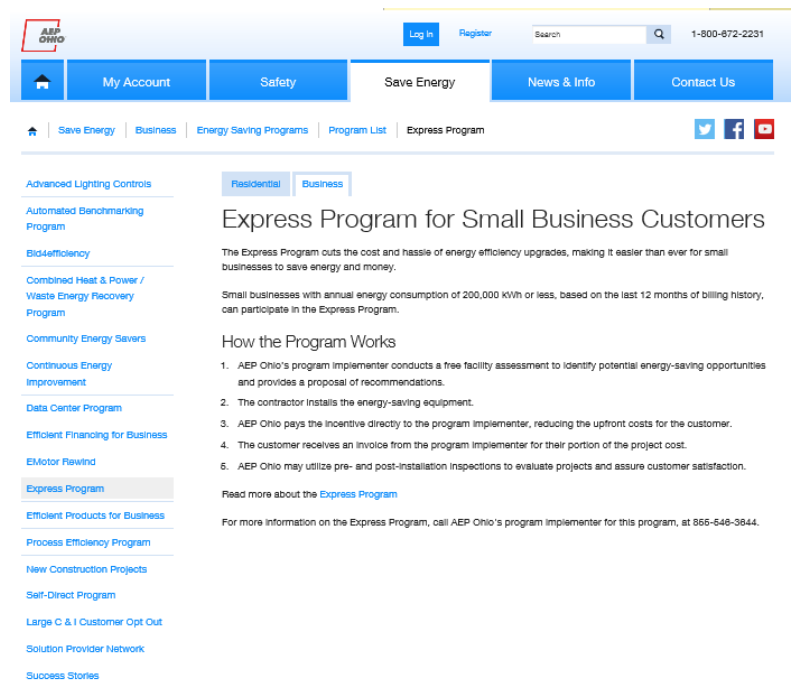 AEP
OHIO
Log In
Register
Search
1-800-672-2231
My Account
Safety
Save Energy
News & Info
Contact Us
Save Energy
Business
Energy Saving Programs
Program List
Express Program
Advanced Lighting Controls
Automated Benchmarking
Program
Bid4efficiency
Combined Heat & Power /
Waste Energy Recovery
Program
Community Energy Savers
Continuous Energy
Improvement
Data Center Program
Efficient Financing for Business
EMotor Rewind
Express Program
Efficient Products for Business
Process Efficiency Program
New Construction Projects
Self-Direct Program
Large C & I Customer Opt Out
Solution Provider Network
Success Stories
Residential
Business
Express Program for Small Business Customers
The Express Program cuts the cost and hassle of energy efficiency upgrades, making it easier than ever for small
businesses to save energy and money.
Small businesses with annual energy consumption of 200,000 kWh or less, based on the last 12 months of billing history,
can participate in the Express Program.
How the Program Works
1. AEP Ohio's program implementer conducts a free facility assessment to identify potential energy-saving opportunities
and provides a proposal of recommendations.
2. The contractor installs the energy-saving equipment.
3. AEP Ohio pays the incentive directly to the program implementer, reducing the upfront costs for the customer.
4. The customer receives an invoice from the program implementer for their portion of the project cost.
5. AEP Ohio may utilize pre- and post-installation inspections to evaluate projects and assure customer satisfaction.
Read more about the Express Program
For more information on the Express Program, call AEP Ohio's program implementer for this program, at 855-546-3644.